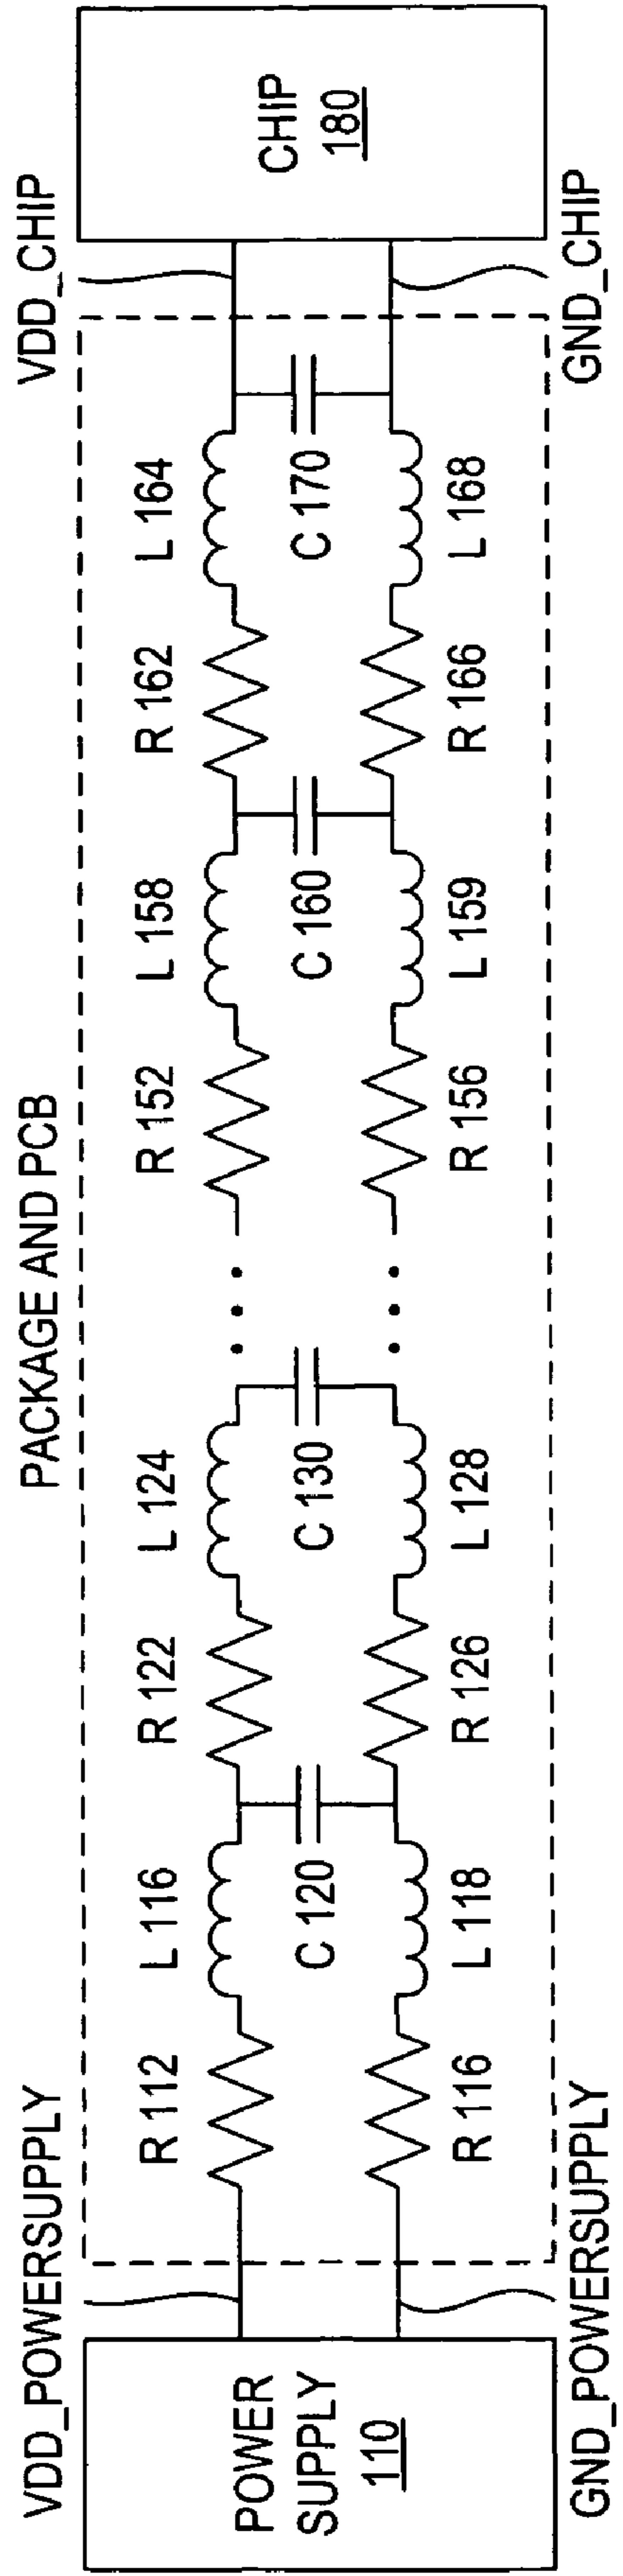 PACKAGE AND PCB
VDD_POWERSUPPLY
VDD_CHIP
R 112
L 116
R 122
L 124
R 152
L 158
R 162
L 164
POWER
SUPPLY
110
C 120
C 130
C 160
C 170
CHIP
180
R 116
L 118
R 126
L 128
R 156
L 159
R 166
L 168
GND_POWERSUPPLY
GND_CHIP